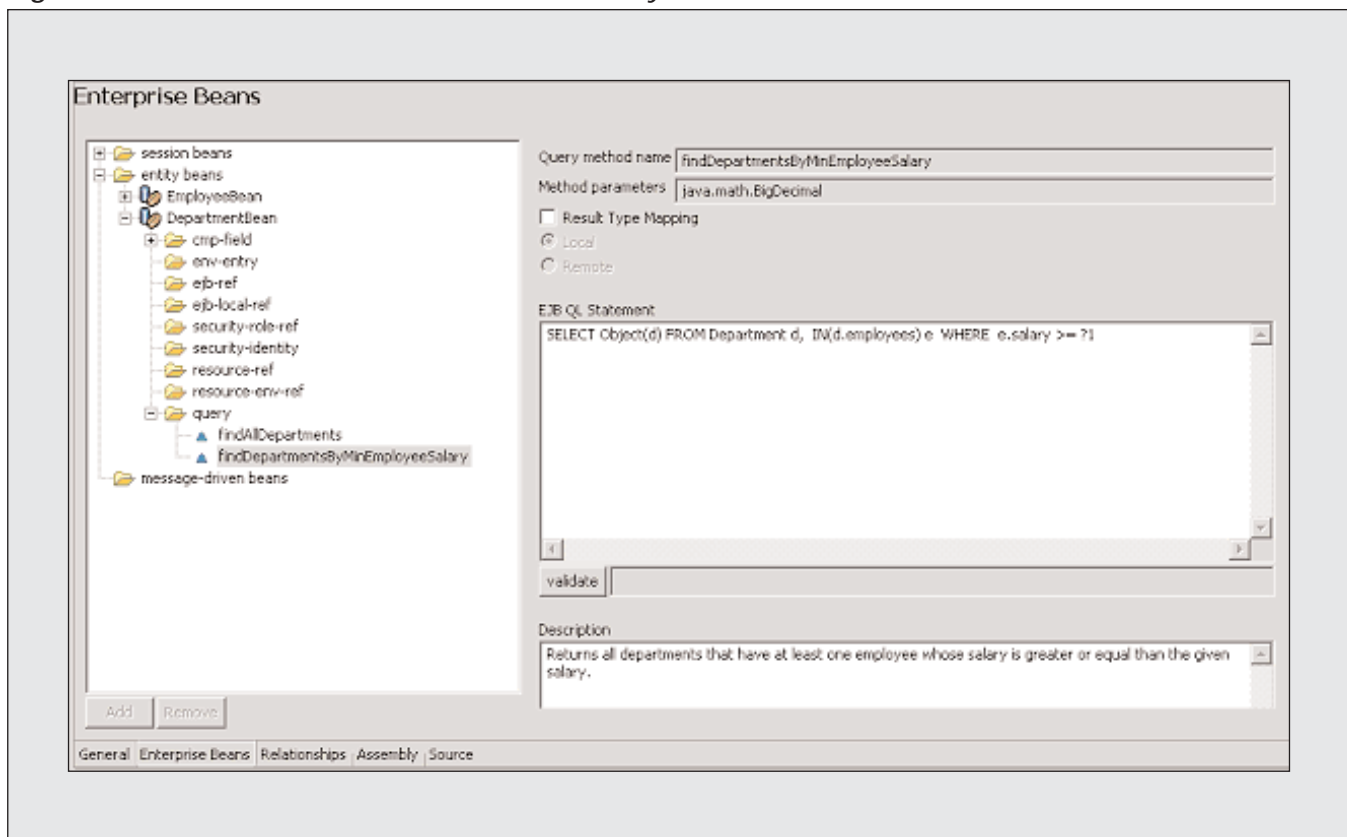 Enterprise Beans
session beans
entity beans
EmployeeBean
DepartmentBean
cmp-field
env-entry
ejb-ref
ejb-local-ref
security-role-ref
security-identity
resource-ref
resource-env-ref
query
findAllDepartments
findDepartmentsByMinEmployeeSalary
message-driven beans
Add Remove
Query method name findDepartmentsByMinEmployeeSalary
Method parameters java.math.BigDecimal
Result Type Mapping
Local
Remote
EJB QL Statement
SELECT Object(d) FROM Department d, IN(d.employees) e WHERE e.salary >= ?1
validate
Description
Returns all departments that have at least one employee whose salary is greater or equal than the given
salary.
General Enterprise Beans Relationships Assembly Source